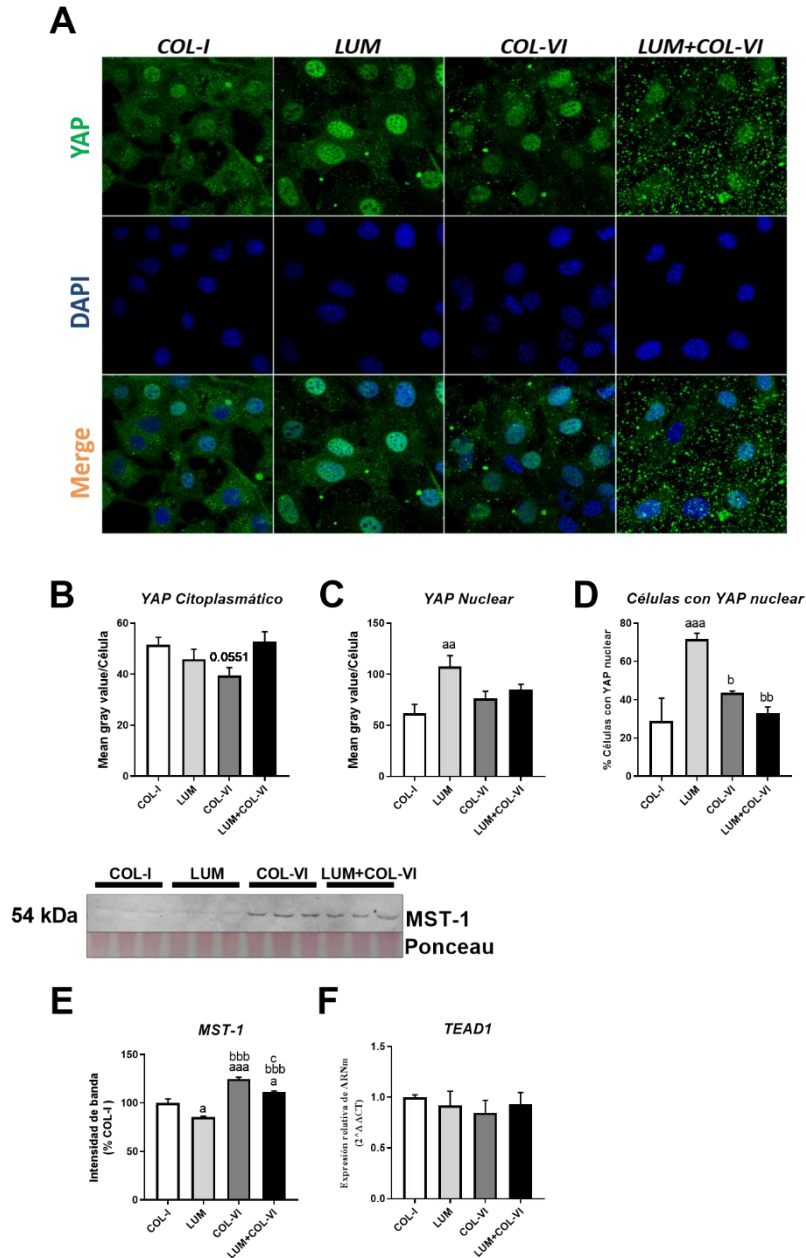 A
COL-I LUM COL-VI LUM+COL-VI
YAP
DAPI
Merge
B
YAP Citoplasmático
Mean gray value/Célula
60
40
20
0
0.0551
COL-I LUM COL-VI LUM+COL-VI
C
YAP Nuclear
Mean gray value/Célula
150
100
50
0
aa
COL-I LUM COL-VI LUM+COL-VI
D
Células con YAP nuclear
% Células con YAP nuclear
80
60
40
20
0
aaa
b
bb
COL-I LUM COL-VI LUM+COL-VI
COL-I LUM COL-VI LUM+COL-VI
54 kDa
MST-1
Ponceau
E
MST-1
Intensidad de banda
(% COL-I )
150
100
50
0
a
bbb
aaa
c
bbb
a
COL-I LUM COL-VI LUM+COL-VI
F
TEAD1
Expresión relativa de ARNm
(2^Δ ΔCT)
1.5
1.0
0.5
0.0
COL-I LUM COL-VI LUM+COL-VI